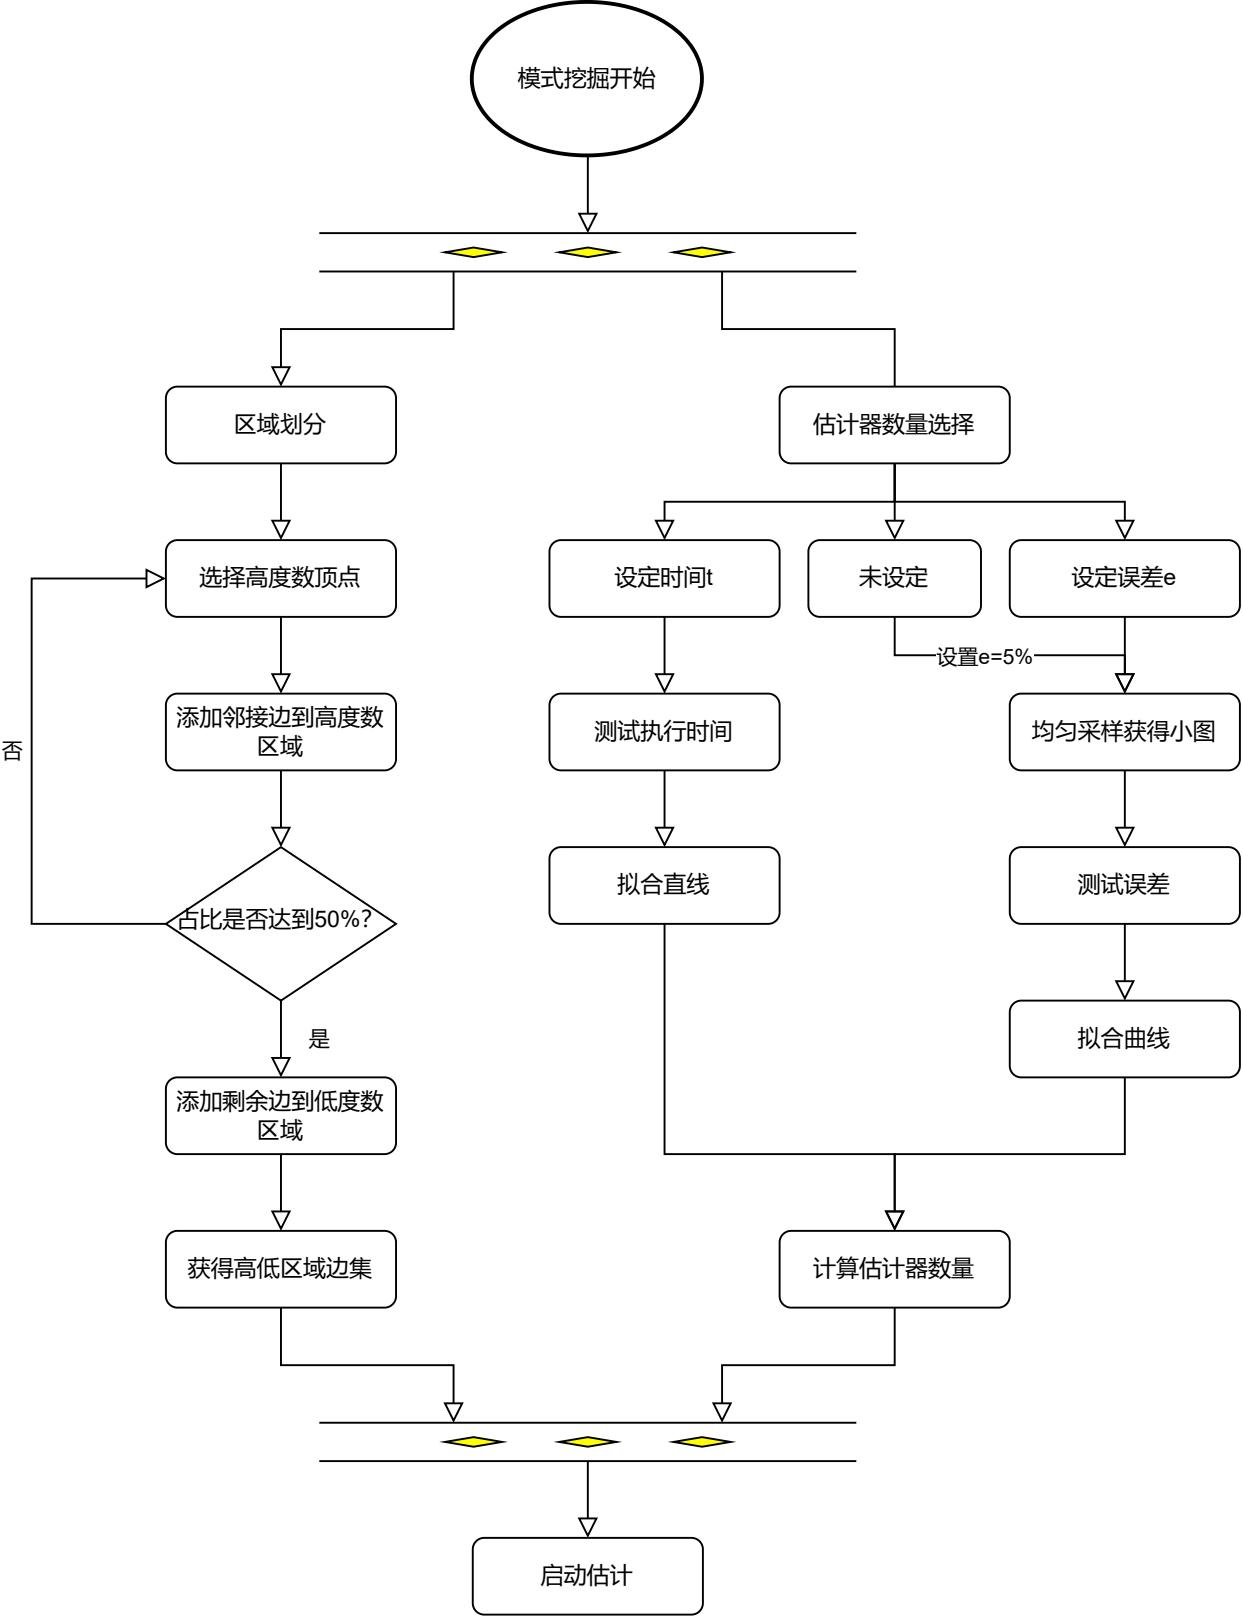 模式挖掘开始
区域划分
估计器数量选择
选择高度数顶点
设定时间t
未设定
设定误差e
设置e=5%
添加邻接边到高度数
区域
测试执行时间
均匀采样获得小图
否
占比是否达到50%?
拟合直线
测试误差
是
拟合曲线
添加剩余边到低度数
区域
获得高低区域边集
计算估计器数量
启动估计